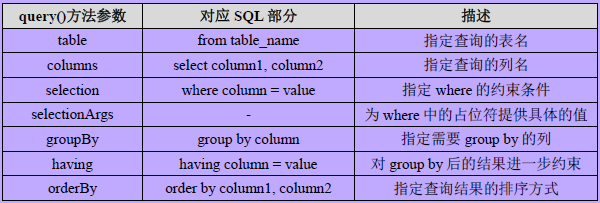 query()方法参数 对应 SQL 部分 描述
table from table_name 指定查询的表名
columns select column1, column2 指定查询的列名
selection where column = value 指定 where 的约束条件
selectionArgs - 为 where 中的占位符提供具体的值
groupBy group by column 指定需要 group by 的列
having having column = value 对 group by 后的结果进一步约束
orderBy order by column1, column2 指定查询结果的排序方式